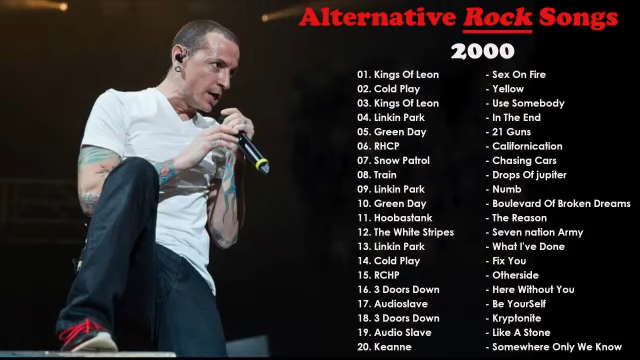 Alternative Rock Songs
2000
01. Kings Of Leon - Sex On Fire
02. Cold Play - Yellow
03. Kings Of Leon - Use Somebody
04. Linkin Park - In The End
05. Green Day - 21 Guns
06. RHCP - Californication
07. Snow Patrol - Chasing Cars
08. Train - Drops Of jupiter
09. Linkin Park - Numb
10. Green Day - Boulevard Of Broken Dreams
11. Hoobastank - The Reason
12. The White Stripes - Seven nation Army
13. Linkin Park - What I've Done
14. Cold Play - Fix You
15. RCHP - Otherside
16. 3 Doors Down - Here Without You
17. Audioslave - Be YourSelf
18. 3 Doors Down - Kryptonite
19. Audio Slave - Like A Stone
20. Keanne - Somewhere Only We Know